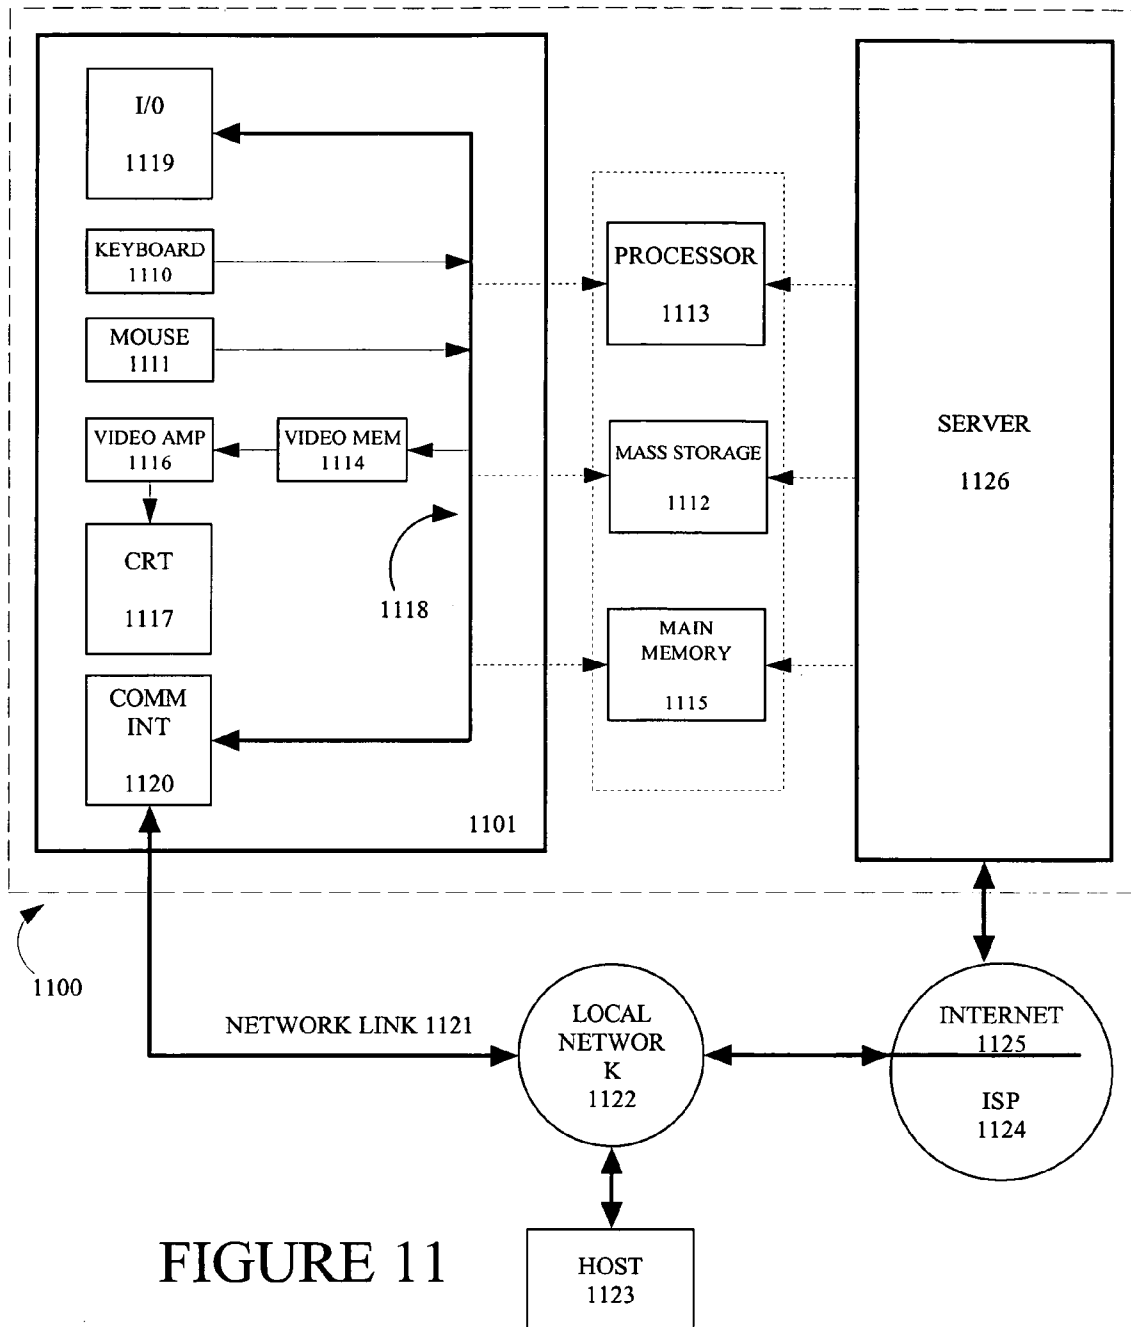 I/0
1119
KEYBOARD
1110
MOUSE
1111
VIDEO AMP
1116
VIDEO MEM
1114
CRT
1117
1118
COMM
INT
1120
1101
PROCESSOR
1113
MASS STORAGE
1112
MAIN
MEMORY
1115
SERVER
1126
1100
NETWORK LINK 1121
LOCAL
NETWOR
K
1122
INTERNET
1125
ISP
1124
HOST
1123
FIGURE 11